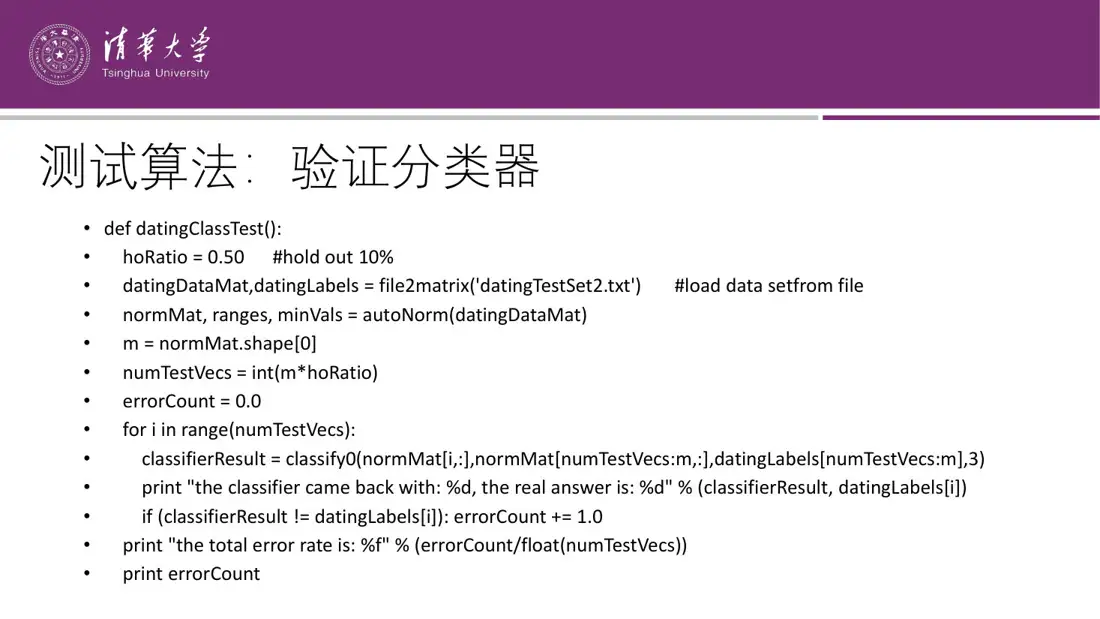 清华大学
Tsinghua University
测试算法：验证分类器
• def datingClassTest():
• hoRatio = 0.50 #hold out 10%
• datingDataMat,datingLabels = file2matrix('datingTestSet2.txt') #load data setfrom file
• normMat, ranges, minVals = autoNorm(datingDataMat)
• m = normMat.shape[0]
• numTestVecs = int(m*hoRatio)
• errorCount = 0.0
• for i in range(numTestVecs):
• classifierResult = classify0(normMat[i,:],normMat[numTestVecs:m,:],datingLabels[numTestVecs:m],3)
• print "the classifier came back with: %d, the real answer is: %d" % (classifierResult, datingLabels[i])
• if (classifierResult != datingLabels[i]): errorCount += 1.0
• print "the total error rate is: %f" % (errorCount/float(numTestVecs))
• print errorCount